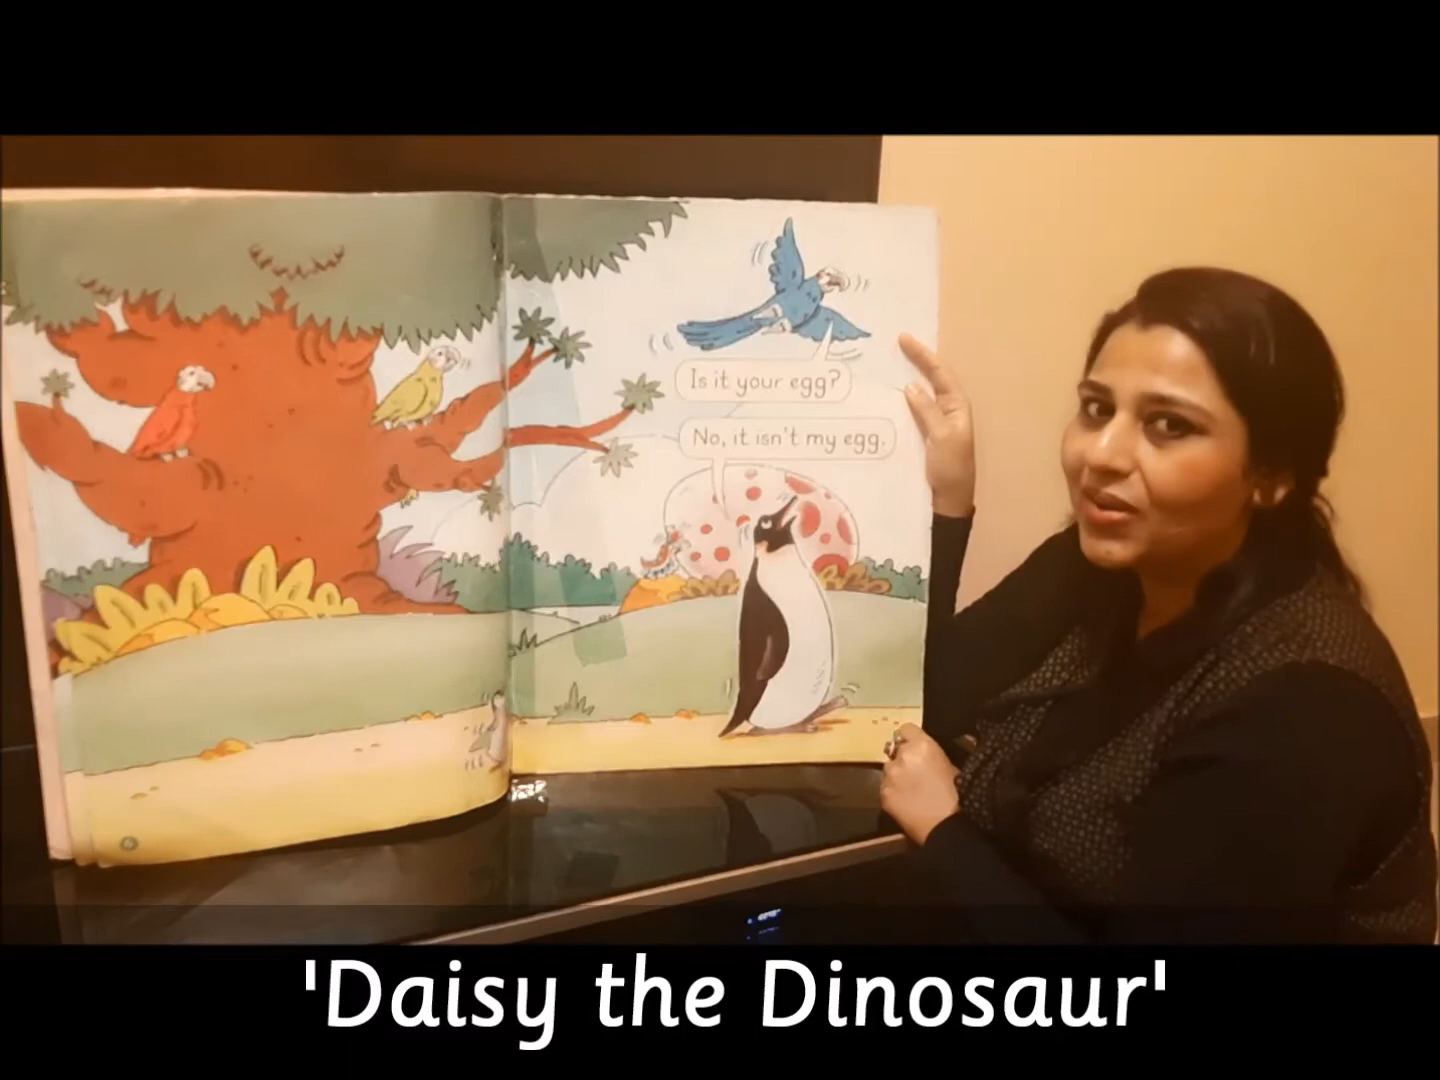 Is it your egg?
No, it isn't my egg.
'Daisy the Dinosaur'